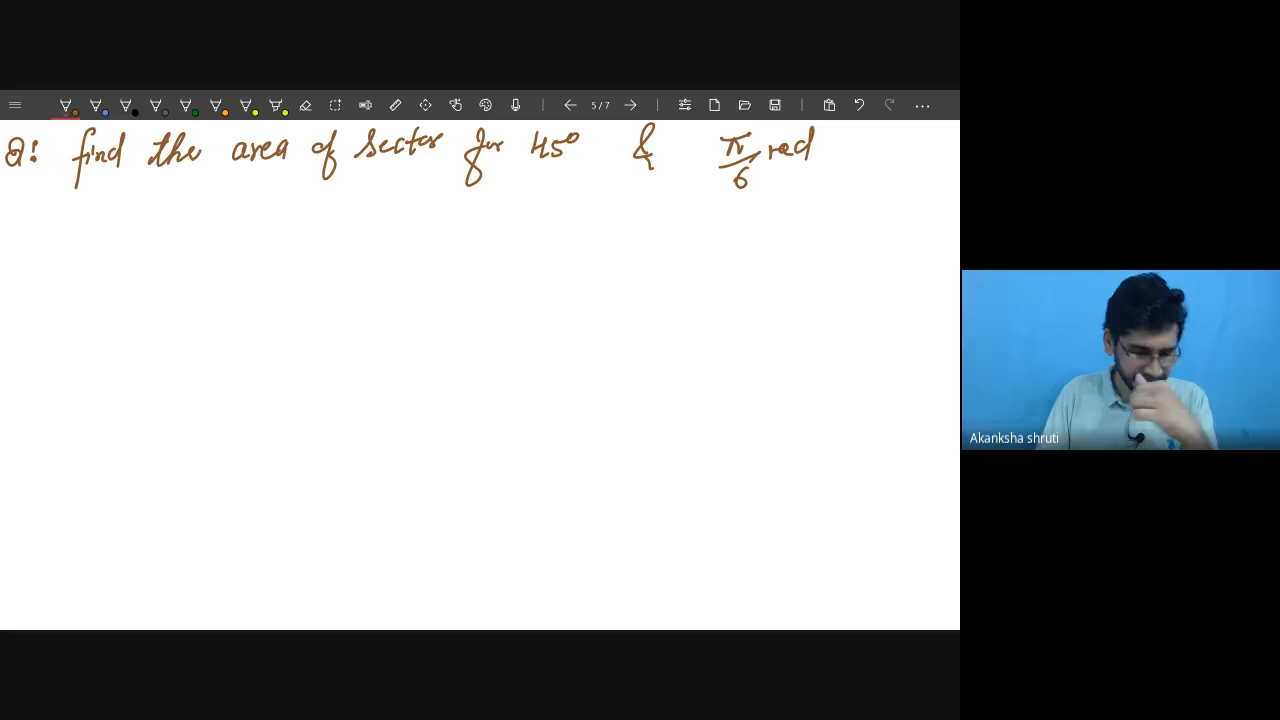 5 / 7
Q: find the area of sector for 45° & π/6 rad
Akanksha shruti